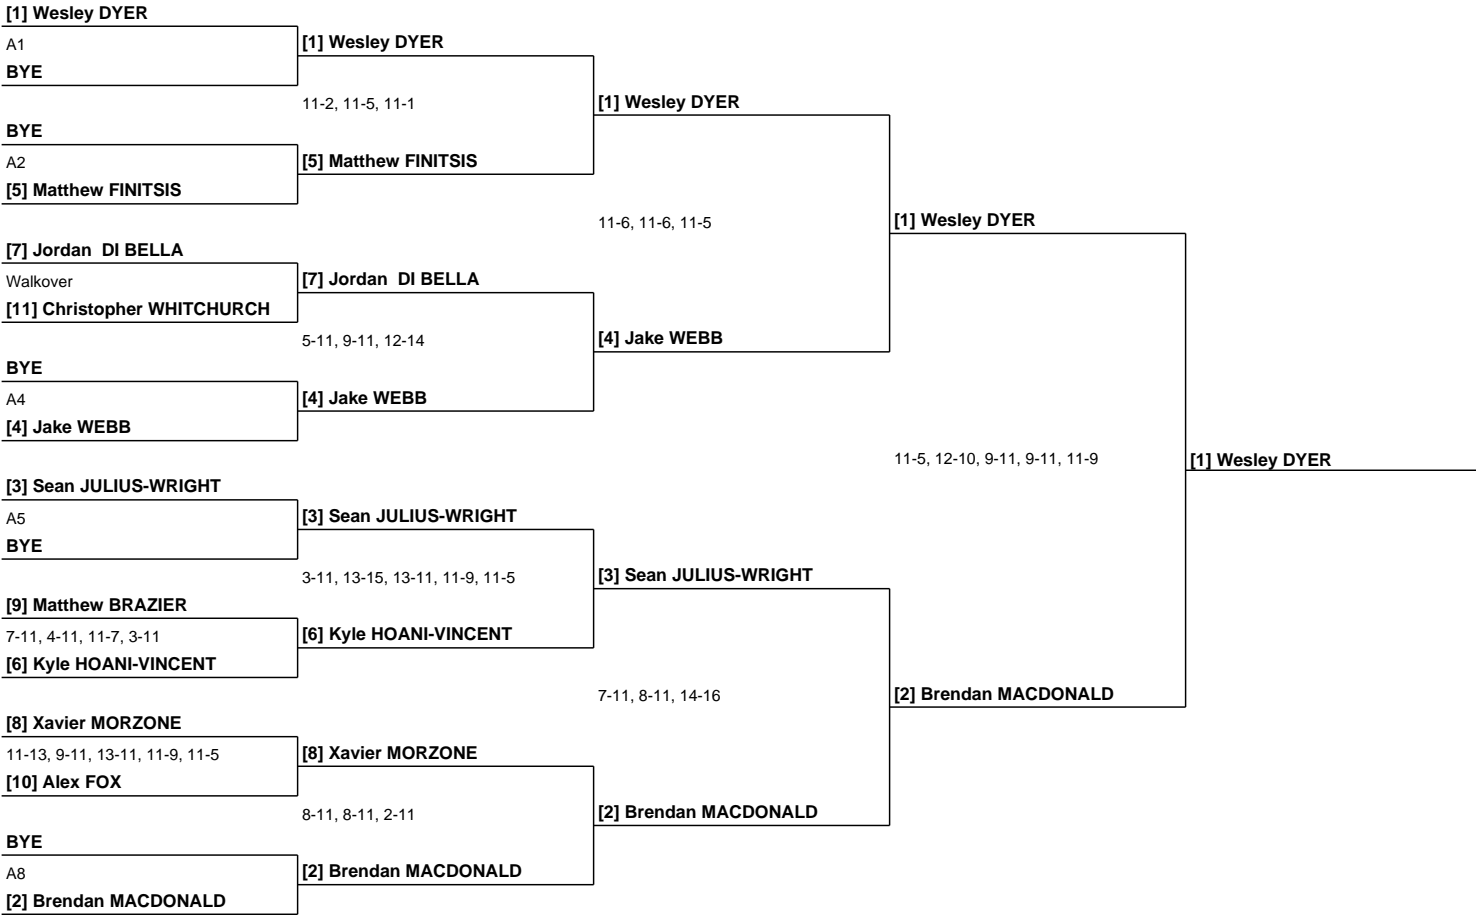 [1] Wesley DYER
A1
BYE
BYE
A2
[5] Matthew FINITSIS
[7] Jordan  DI BELLA
Walkover
[11] Christopher WHITCHURCH
BYE
A4
[4] Jake WEBB
[3] Sean JULIUS-WRIGHT
A5
BYE
[9] Matthew BRAZIER
7-11, 4-11, 11-7, 3-11
[6] Kyle HOANI-VINCENT
[8] Xavier MORZONE
11-13, 9-11, 13-11, 11-9, 11-5
[10] Alex FOX
BYE
A8
[2] Brendan MACDONALD
[1] Wesley DYER
11-2, 11-5, 11-1
[5] Matthew FINITSIS
[7] Jordan  DI BELLA
5-11, 9-11, 12-14
[4] Jake WEBB
[3] Sean JULIUS-WRIGHT
3-11, 13-15, 13-11, 11-9, 11-5
[6] Kyle HOANI-VINCENT
[8] Xavier MORZONE
8-11, 8-11, 2-11
[2] Brendan MACDONALD
[1] Wesley DYER
11-6, 11-6, 11-5
[4] Jake WEBB
[3] Sean JULIUS-WRIGHT
7-11, 8-11, 14-16
[2] Brendan MACDONALD
[1] Wesley DYER
11-5, 12-10, 9-11, 9-11, 11-9
[2] Brendan MACDONALD
[1] Wesley DYER